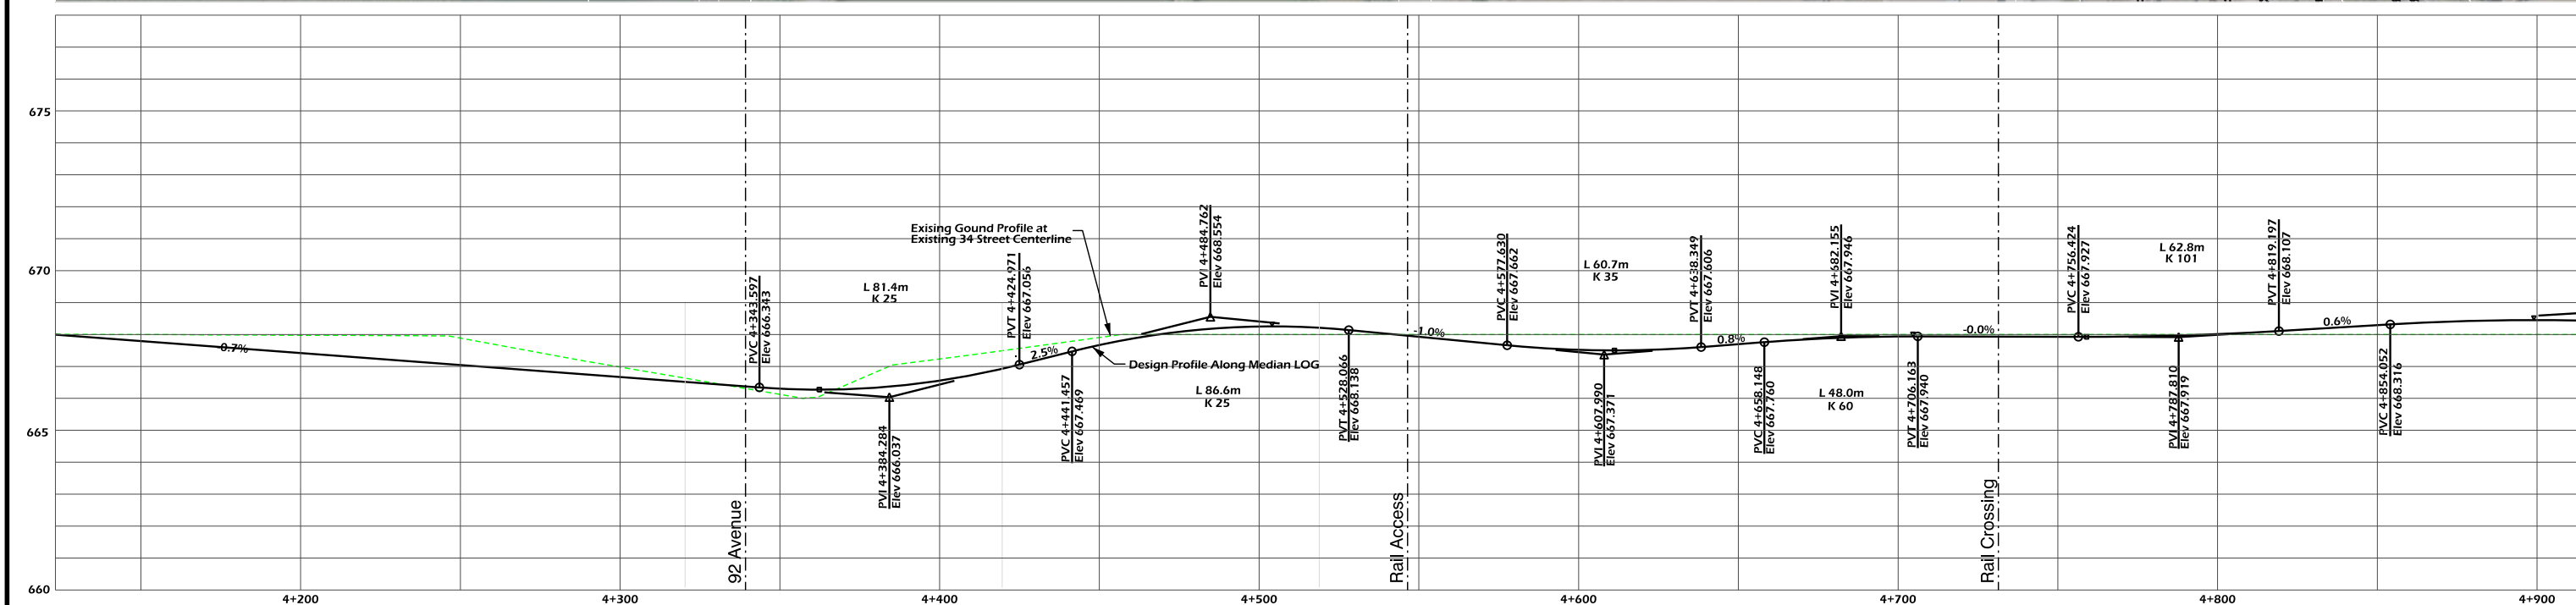 675
670
665
660
0.7%
92 Avenue
PVC 4+343.597
Elev 666.343
L 81.4m
K 25
PVI 4+384.284
Elev 666.037
Exising Gound Profile at
Existing 34 Street Centerline
PVT 4+424.971
Elev 667.056
2.5%
PVC 4+441.457
Elev 667.469
Design Profile Along Median LOG
PVI 4+484.762
Elev 668.554
L 86.6m
K 25
PVT 4+528.066
Elev 668.138
Rail Access
-1.0%
PVC 4+577.630
Elev 667.662
L 60.7m
K 35
PVI 4+607.990
Elev 667.371
PVT 4+638.349
Elev 667.606
0.8%
PVC 4+658.148
Elev 667.760
PVI 4+682.155
Elev 667.946
L 48.0m
K 60
PVT 4+706.163
Elev 667.940
-0.0%
Rail Crossing
PVC 4+756.424
Elev 667.927
L 62.8m
K 101
PVI 4+787.810
Elev 667.919
PVT 4+819.197
Elev 668.107
0.6%
PVC 4+854.052
Elev 668.316
4+200
4+300
4+400
4+500
4+600
4+700
4+800
4+900